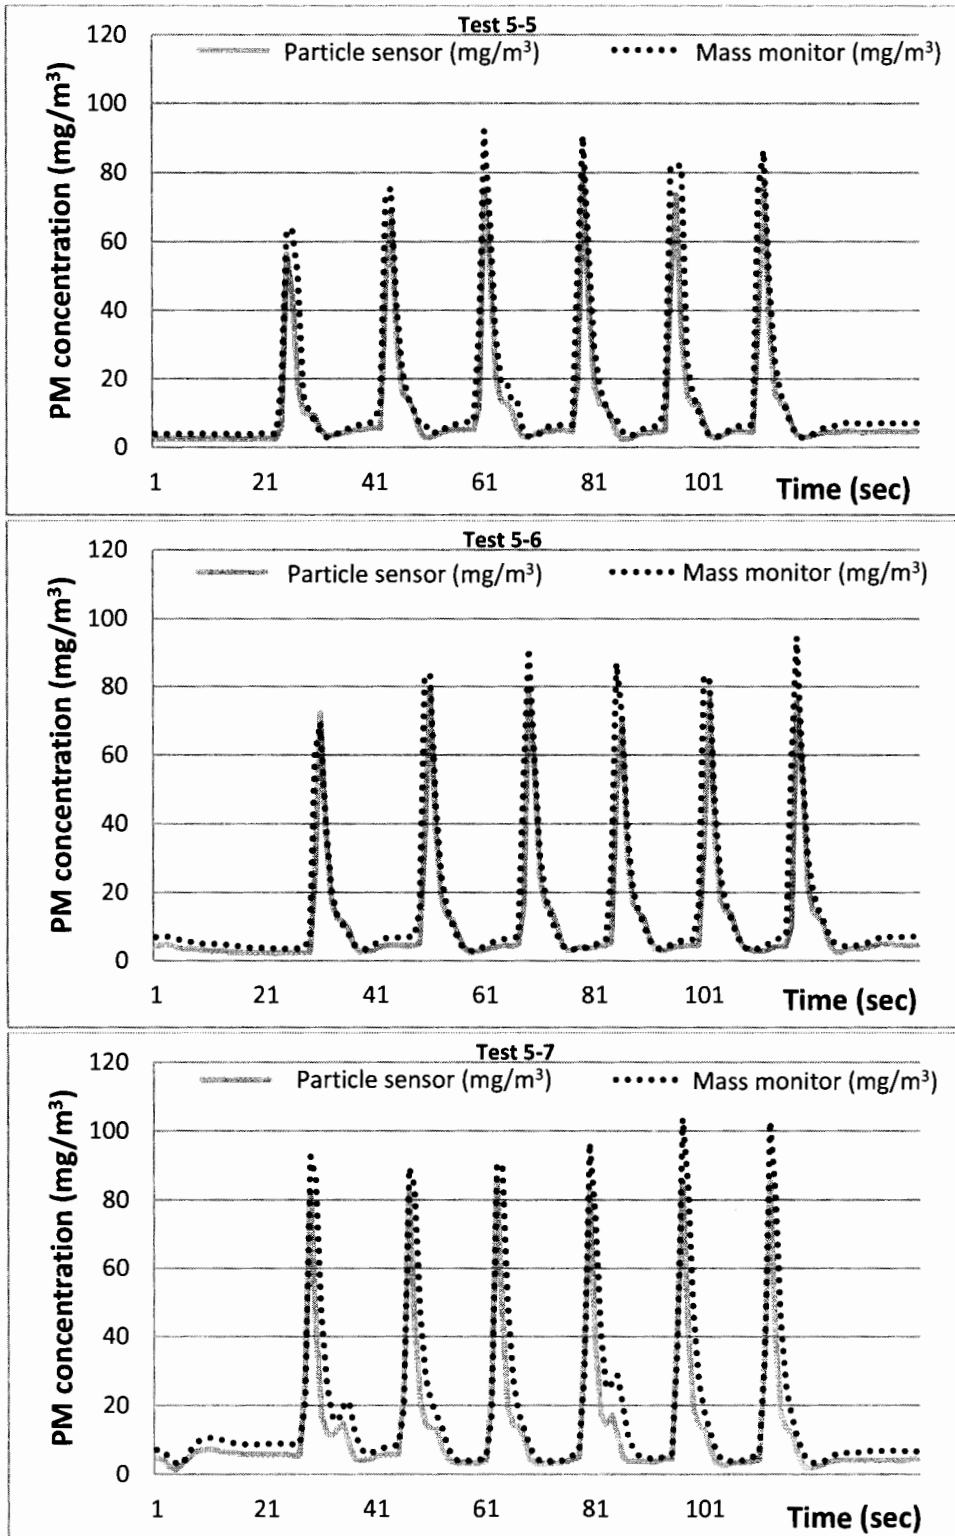 Test 5-5
Particle sensor (mg/m³) Mass monitor (mg/m³)
PM concentration (mg/m³)
120
100
80
60
40
20
0
1 21 41 61 81 101
Time (sec)
Test 5-6
Particle sensor (mg/m³) Mass monitor (mg/m³)
PM concentration (mg/m³)
120
100
80
60
40
20
0
1 21 41 61 81 101
Time (sec)
Test 5-7
Particle sensor (mg/m³) Mass monitor (mg/m³)
PM concentration (mg/m³)
120
100
80
60
40
20
0
1 21 41 61 81 101
Time (sec)